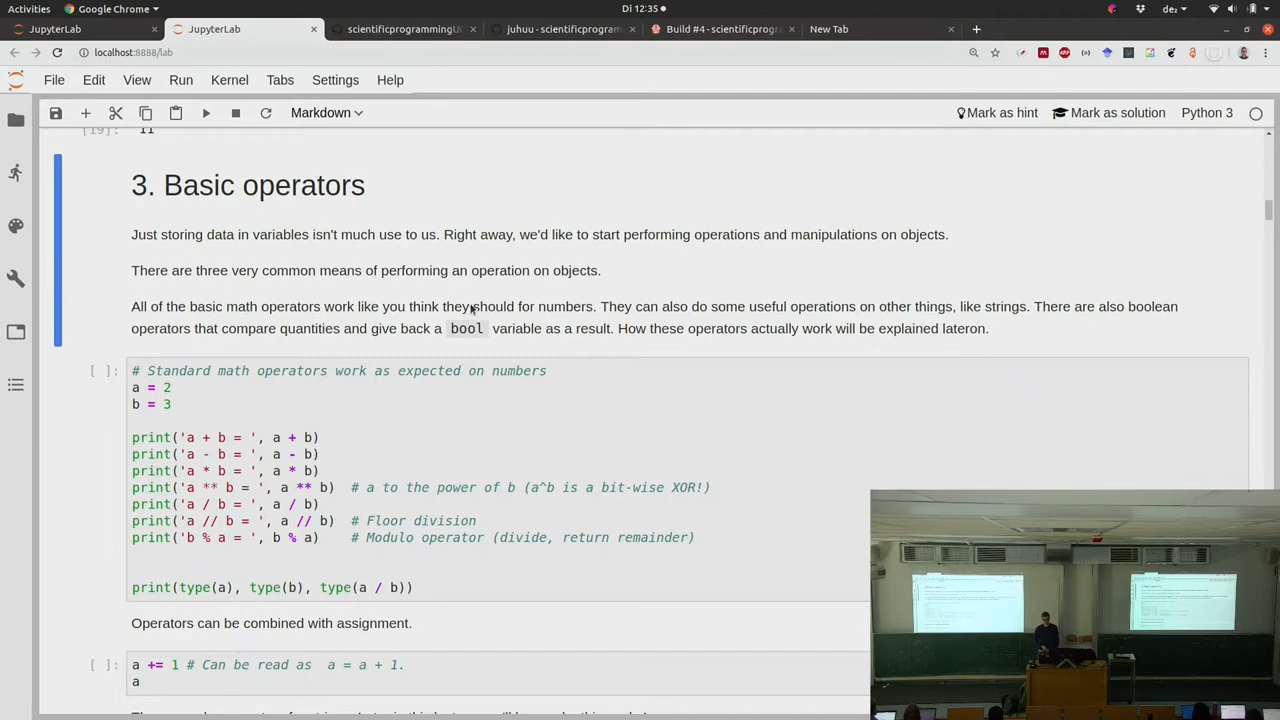 Activities
Google Chrome
DI 12:35
de₂
JupyterLab
JupyterLab
scientificprogrammingU
juhuu · scientificprogram
Build #4 - scientificprogra
New Tab
localhost:8888/lab
File Edit View Run Kernel Tabs Settings Help
Markdown
Mark as hint
Mark as solution
Python 3
[19]: 11
3. Basic operators
Just storing data in variables isn't much use to us. Right away, we'd like to start performing operations and manipulations on objects.
There are three very common means of performing an operation on objects.
All of the basic math operators work like you think they should for numbers. They can also do some useful operations on other things, like strings. There are also boolean
operators that compare quantities and give back a bool variable as a result. How these operators actually work will be explained lateron.
[ ]: # Standard math operators work as expected on numbers
a = 2
b = 3
print('a + b = ', a + b)
print('a - b = ', a - b)
print('a * b = ', a * b)
print('a ** b = ', a ** b) # a to the power of b (a^b is a bit-wise XOR!)
print('a / b = ', a / b)
print('a // b = ', a // b) # Floor division
print('b % a = ', b % a) # Modulo operator (divide, return remainder)
print(type(a), type(b), type(a / b))
Operators can be combined with assignment.
[ ]: a += 1 # Can be read as a = a + 1.
a